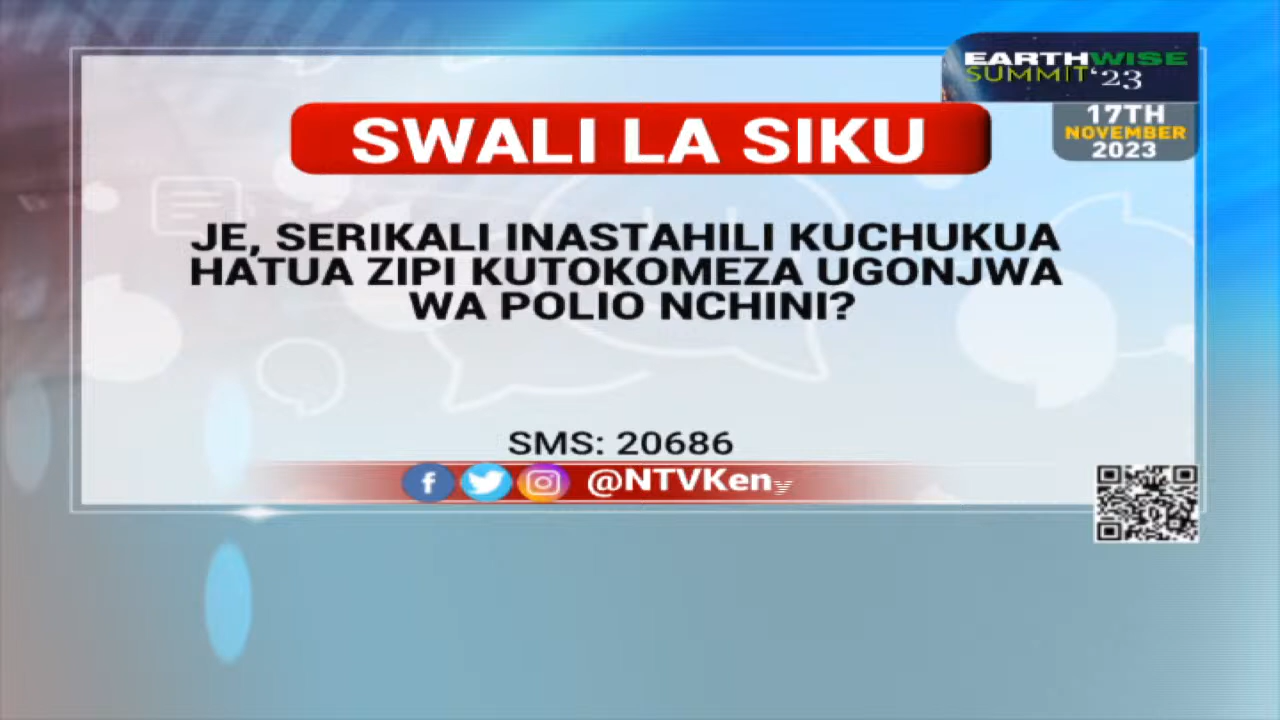 EARTHWISE
SUMMIT'23
17TH
NOVEMBER
2023
SWALI LA SIKU
JE, SERIKALI INASTAHILI KUCHUKUA
HATUA ZIPI KUTOKOMEZA UGONJWA
WA POLIO NCHINI?
SMS: 20686
@NTVKeny